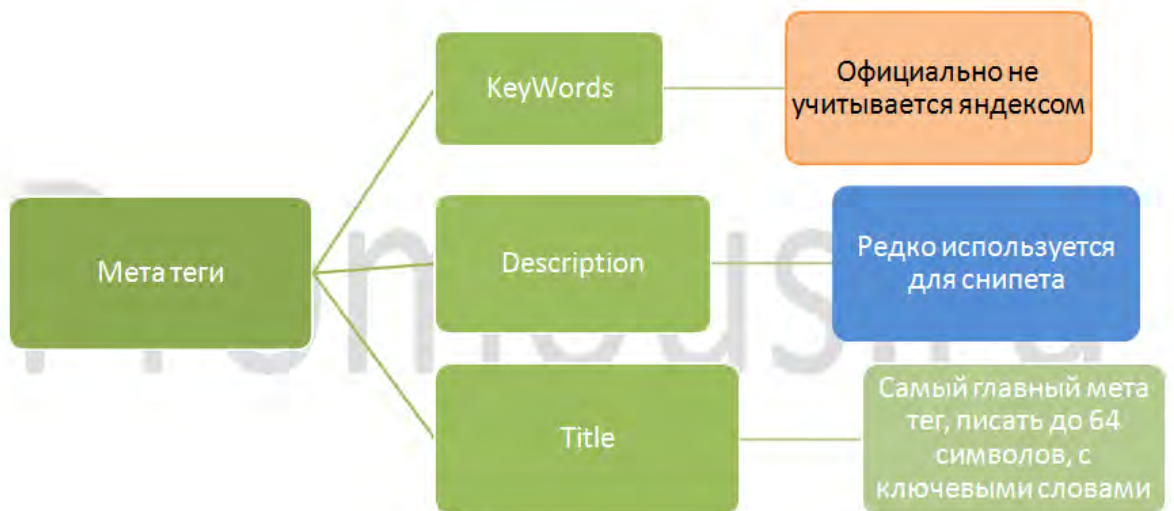 KeyWords
Официально не
учитывается яндексом
Мета теги
Description
Редко используется
для снипета
Title
Самый главный мета
тег, писать до 64
символов, с
ключевыми словами